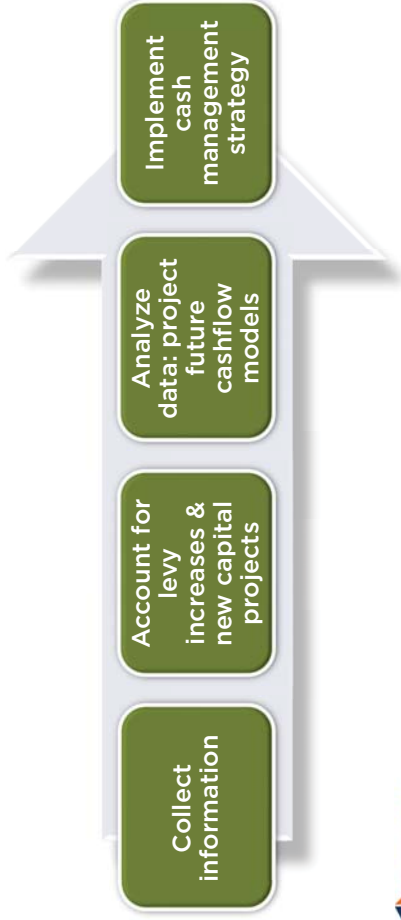 Collect
information
Account for
levy
increases &
new capital
projects
Analyze
data: project
future
cashflow
models
Implement
cash
management
strategy